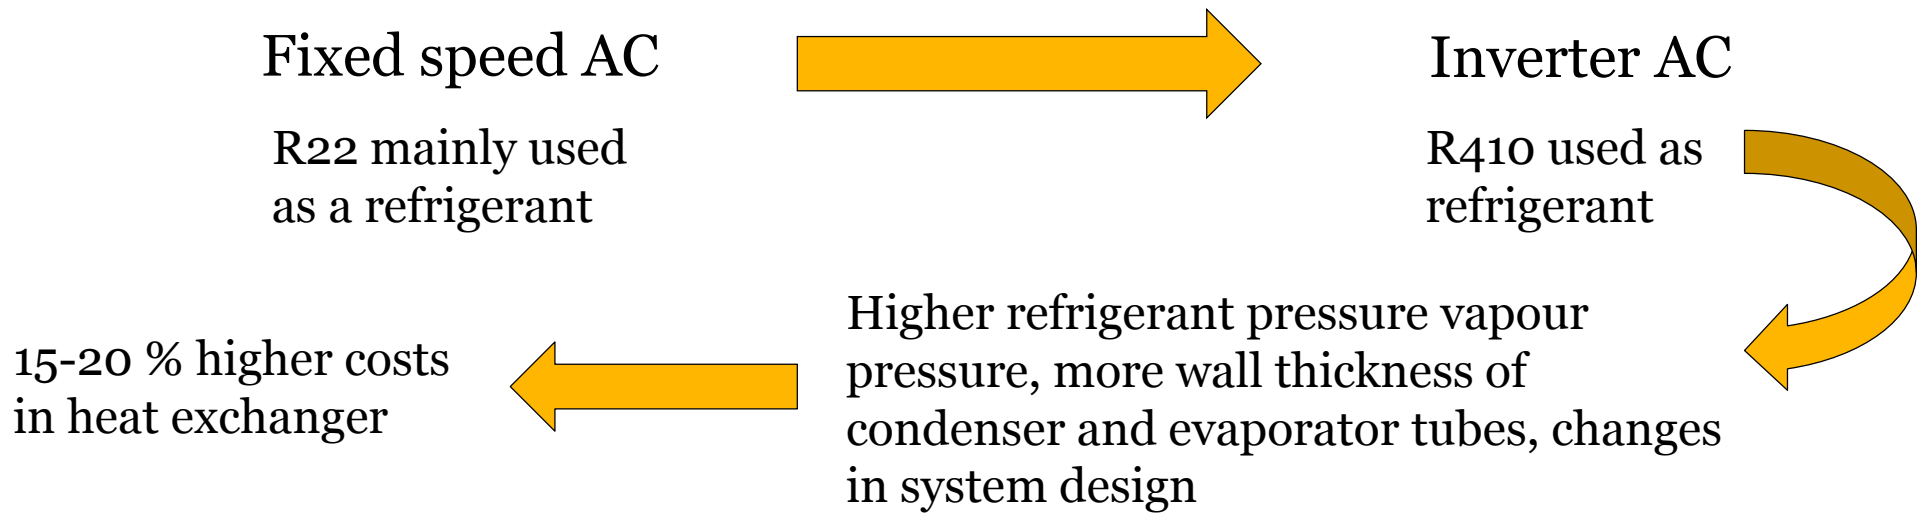 Fixed speed AC
Inverter AC
R22 mainly used
as a refrigerant
R410 used as
refrigerant
Higher refrigerant pressure vapour
pressure, more wall thickness of
condenser and evaporator tubes, changes
in system design
15-20 % higher costs
in heat exchanger